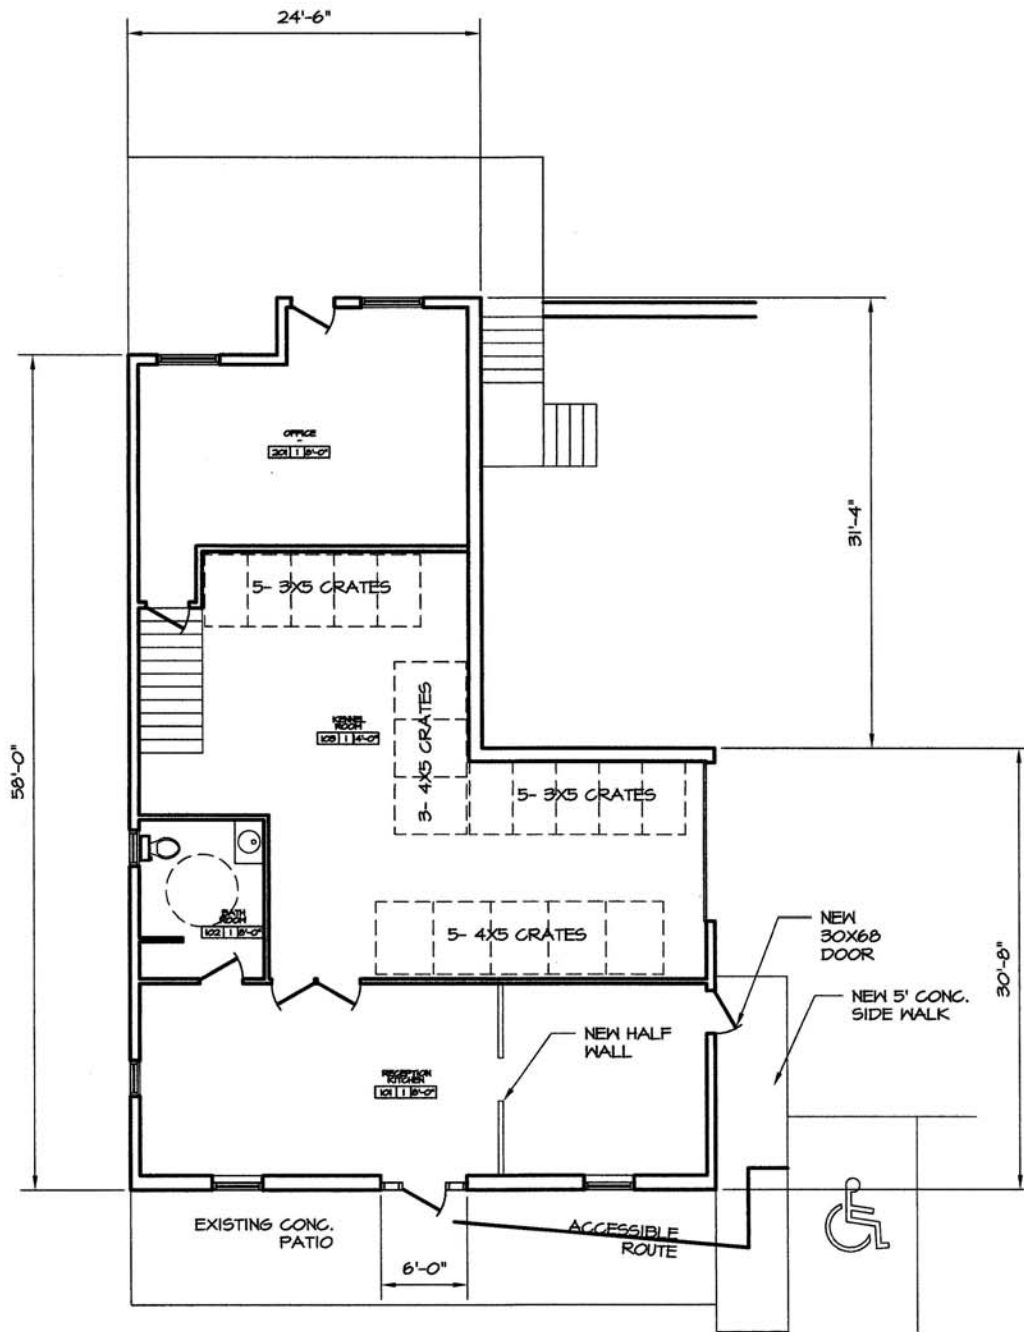 24'-6"
OFFICE
201 1 8'-0"
31'-4"
5- 3X5 CRATES
58'-0"
KENNEL
ROOM
103 1
3- 4X5 CRATES
5- 3X5 CRATES
BATH
ROOM
102 1 8'-0"
5- 4X5 CRATES
NEW
30X68
DOOR
30'-8"
NEW 5' CONC.
SIDE WALK
NEW HALF
WALL
RECEPTION
KITCHEN
101 1 8'-0"
EXISTING CONC.
PATIO
ACCESSIBLE
ROUTE
6'-0"